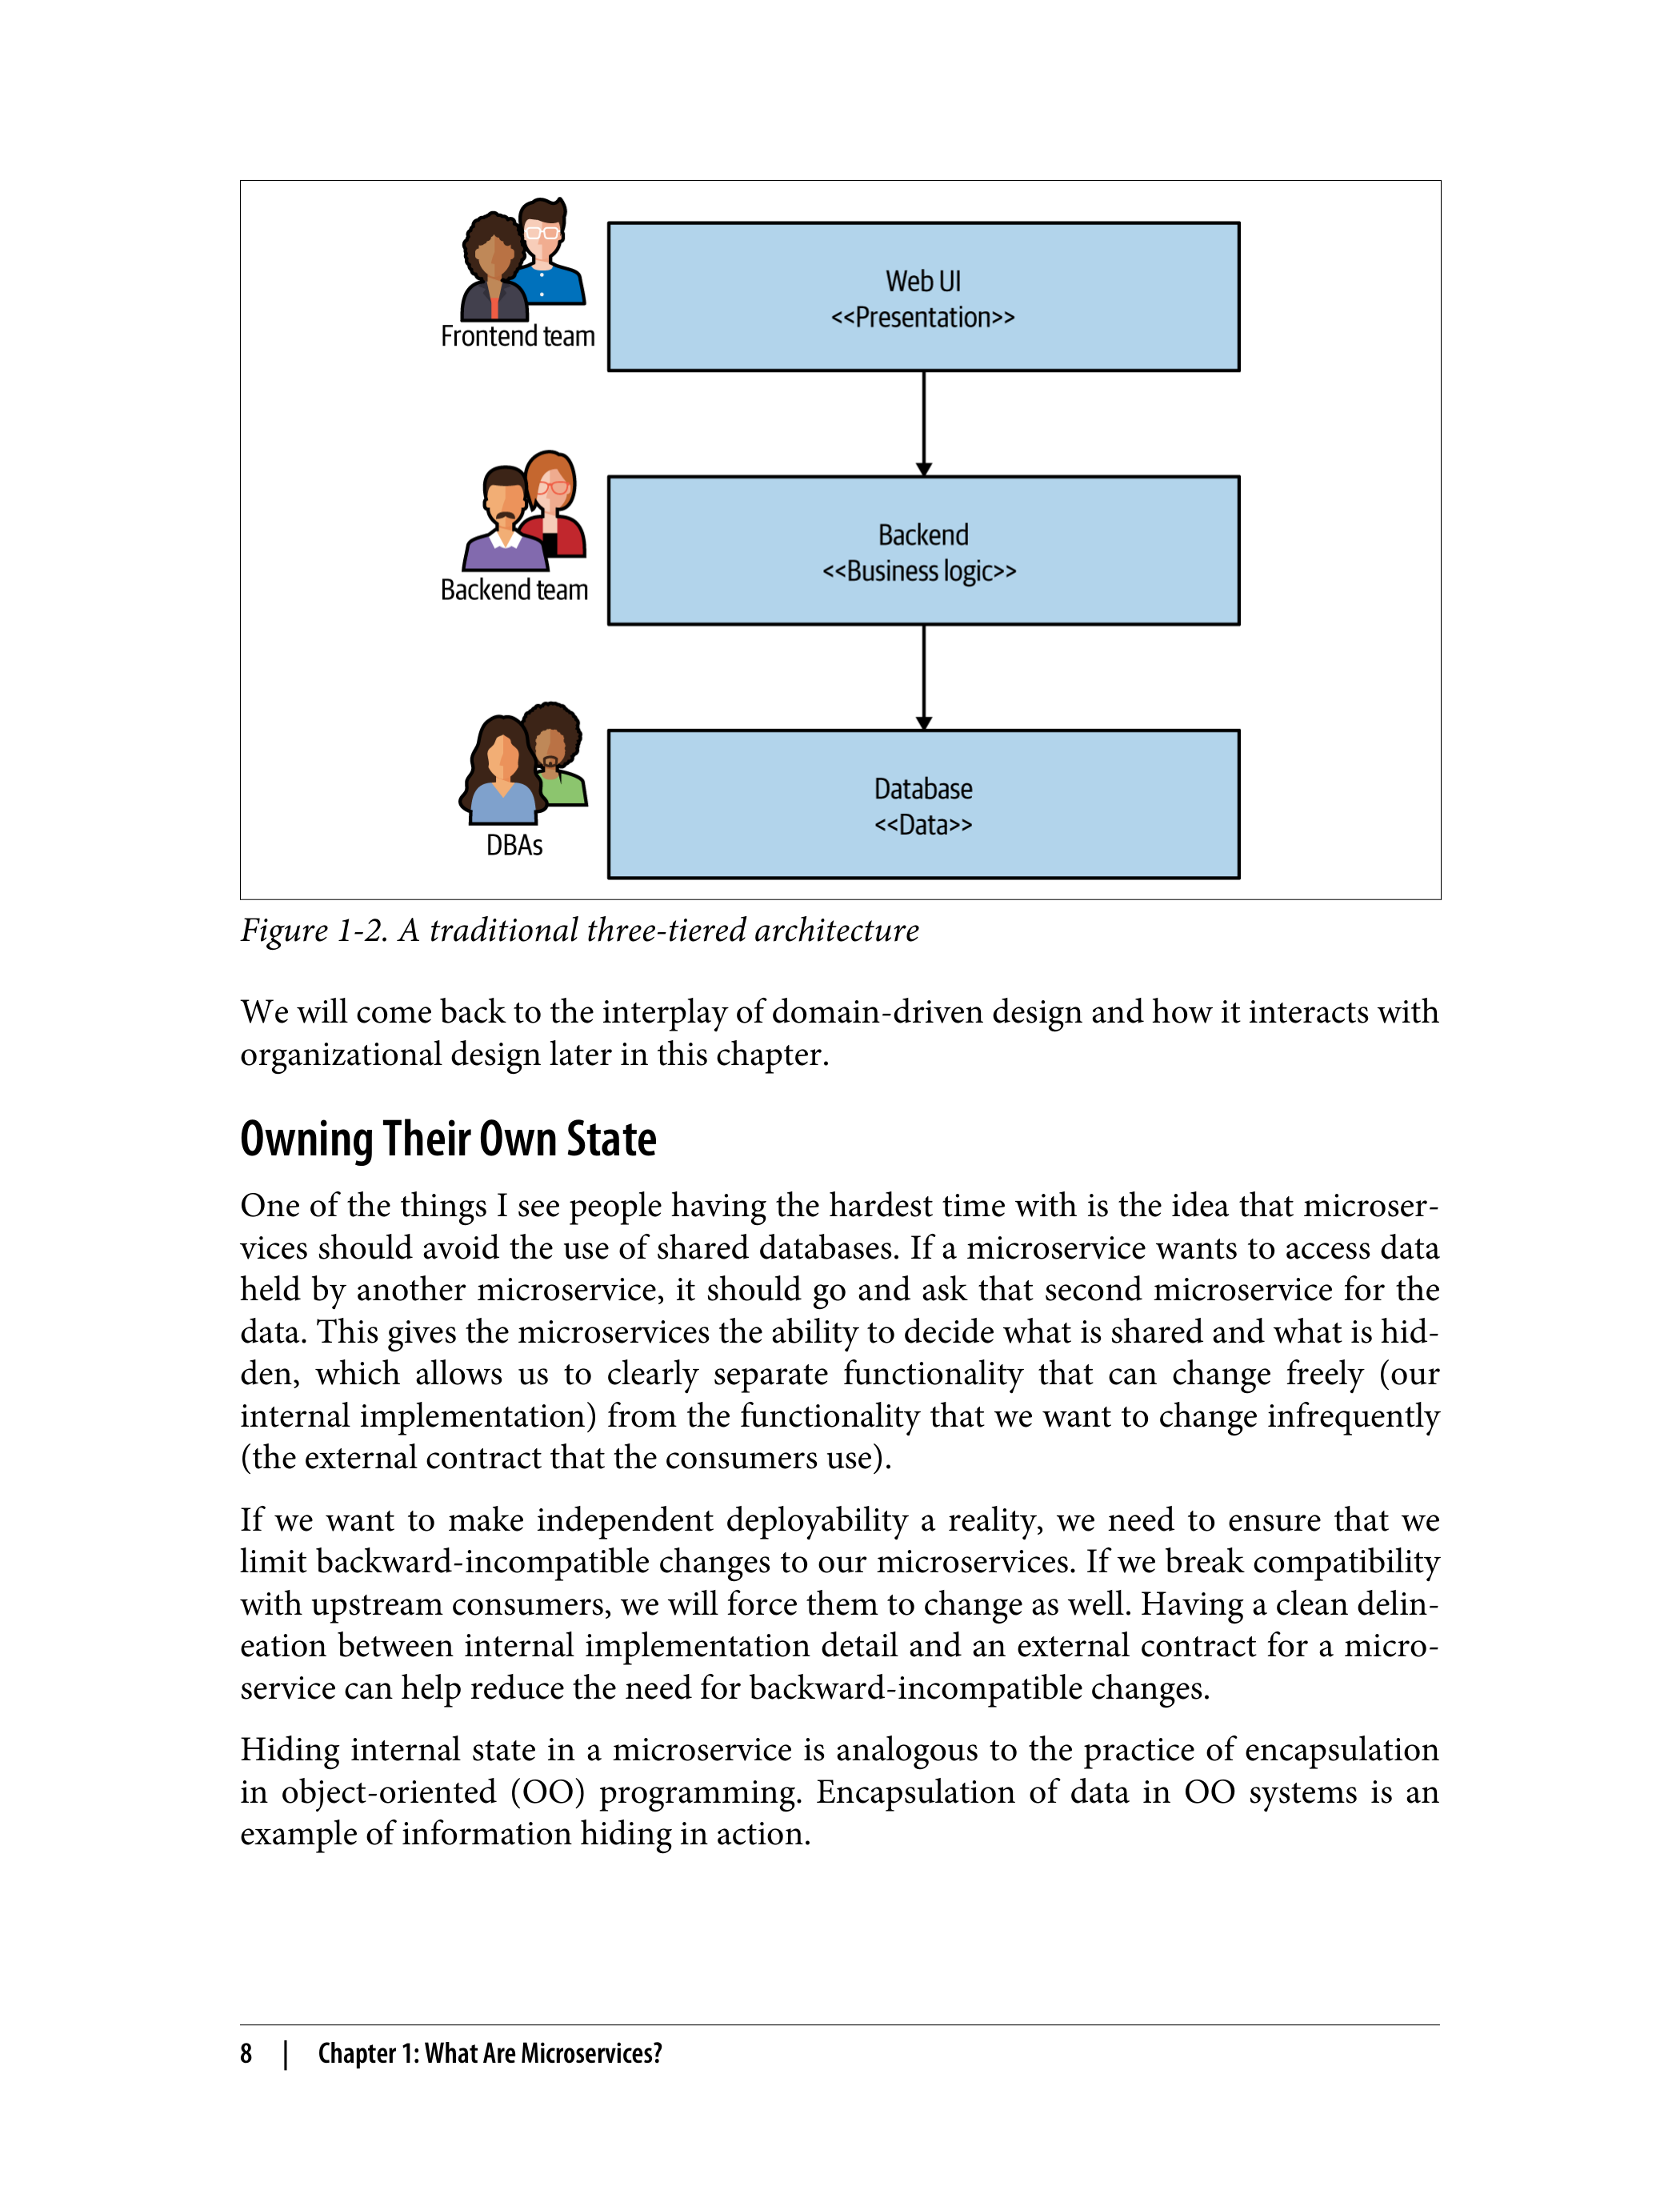 Web UI
<<Presentation>>
Frontend team
Backend
<<Business logic>>
Backend team
Database
<<Data>>
DBAs
Figure 1-2. A traditional three-tiered architecture
We will come back to the interplay of domain-driven design and how it interacts with
organizational design later in this chapter.
Owning Their Own State
One of the things I see people having the hardest time with is the idea that microser-
vices should avoid the use of shared databases. If a microservice wants to access data
held by another microservice, it should go and ask that second microservice for the
data. This gives the microservices the ability to decide what is shared and what is hid-
den, which allows us to clearly separate functionality that can change freely (our
internal implementation) from the functionality that we want to change infrequently
(the external contract that the consumers use).
If we want to make independent deployability a reality, we need to ensure that we
limit backward-incompatible changes to our microservices. If we break compatibility
with upstream consumers, we will force them to change as well. Having a clean delin-
eation between internal implementation detail and an external contract for a micro-
service can help reduce the need for backward-incompatible changes.
Hiding internal state in a microservice is analogous to the practice of encapsulation
in object-oriented (OO) programming. Encapsulation of data in OO systems is an
example of information hiding in action.
8 | Chapter 1: What Are Microservices?